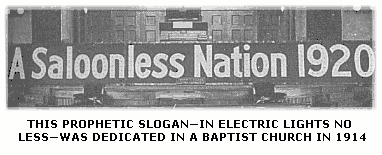 A Saloonless Nation 1920
THIS PROPHETIC SLOGAN—IN ELECTRIC LIGHTS NO
LESS—WAS DEDICATED IN A BAPTIST CHURCH IN 1914